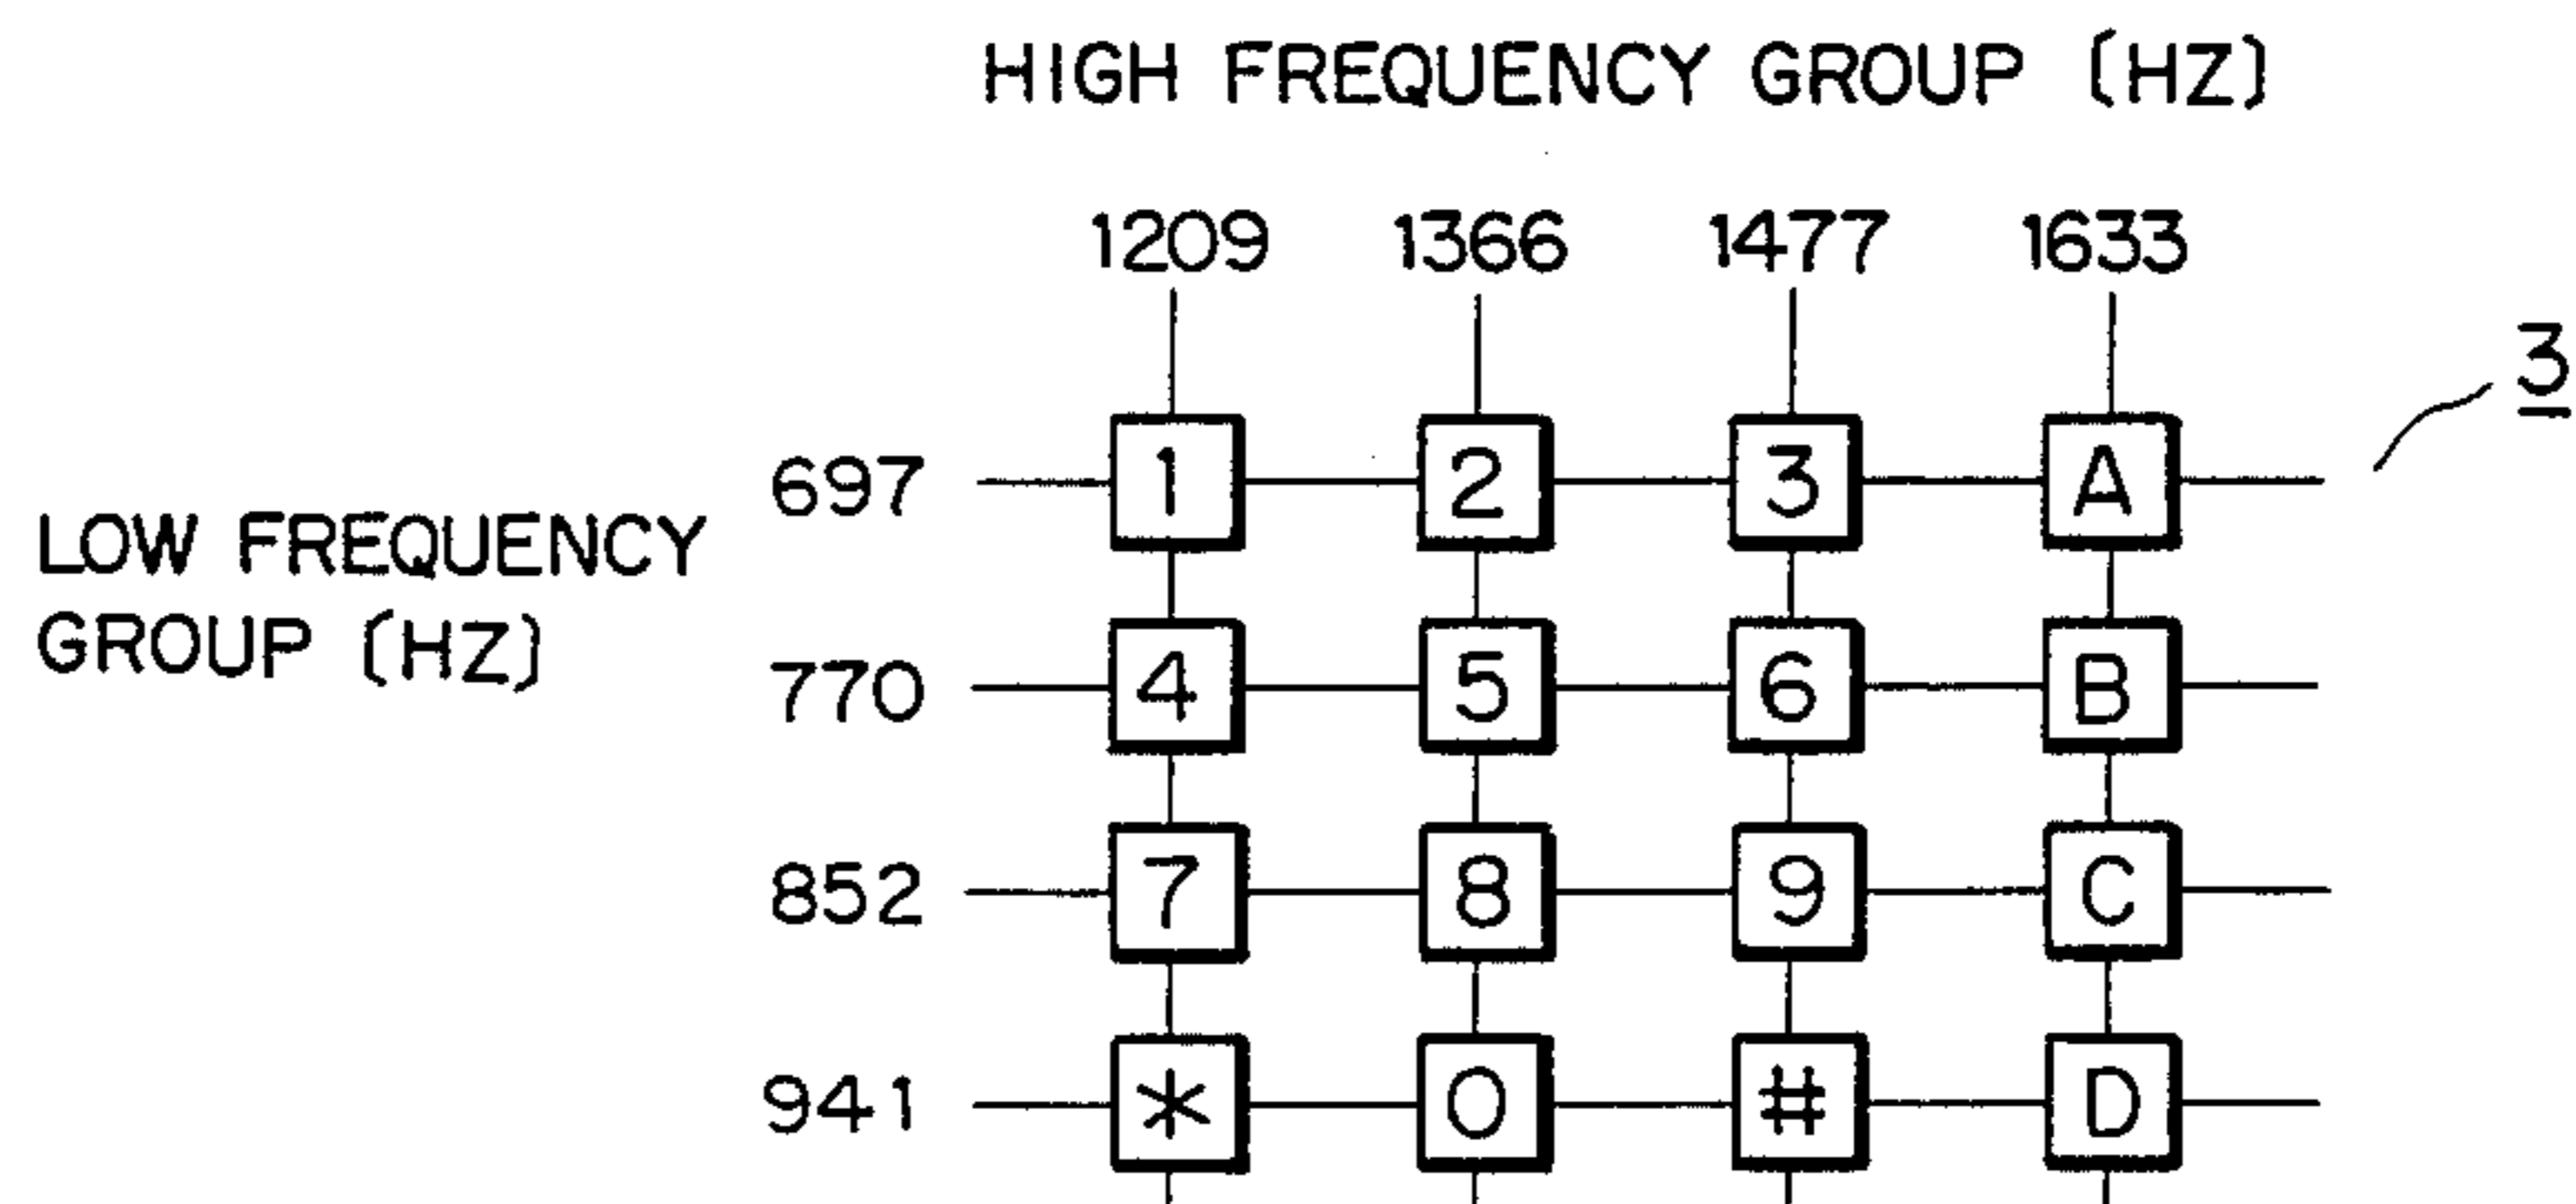 HIGH FREQUENCY GROUP (HZ)
1209 1366 1477 1633
3
697 1 2 3 A
LOW FREQUENCY
GROUP (HZ)
770 4 5 6 B
852 7 8 9 C
941 * 0 # D